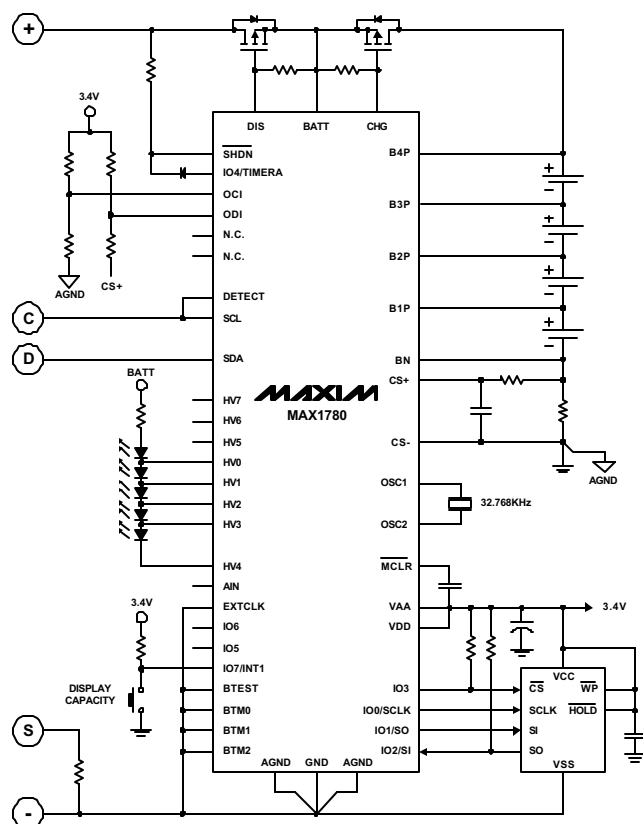 +
3.4V
DIS BATT CHG
SHDN
IO4/TIMERA
OCI
ODI
N.C.
N.C.
CS+
AGND
C
DETECT
SCL
D
SDA
BATT
HV7
HV6
HV5
HV0
HV1
HV2
HV3
HV4
AIN
3.4V
EXTCLK
IO6
IO5
IO7/INT1
DISPLAY
CAPACITY
BTEST
BTM0
BTM1
BTM2
S
-
AGND GND AGND
MAXIM
MAX1780
B4P
+
-
B3P
+
-
B2P
+
-
B1P
+
-
BN
CS+
CS-
AGND
OSC1
32.768KHz
OSC2
MCLR
VAA
3.4V
VDD
IO3
IO0/SCLK
IO1/SO
IO2/SI
VCC
CS WP
SCLK HOLD
SI
SO
VSS